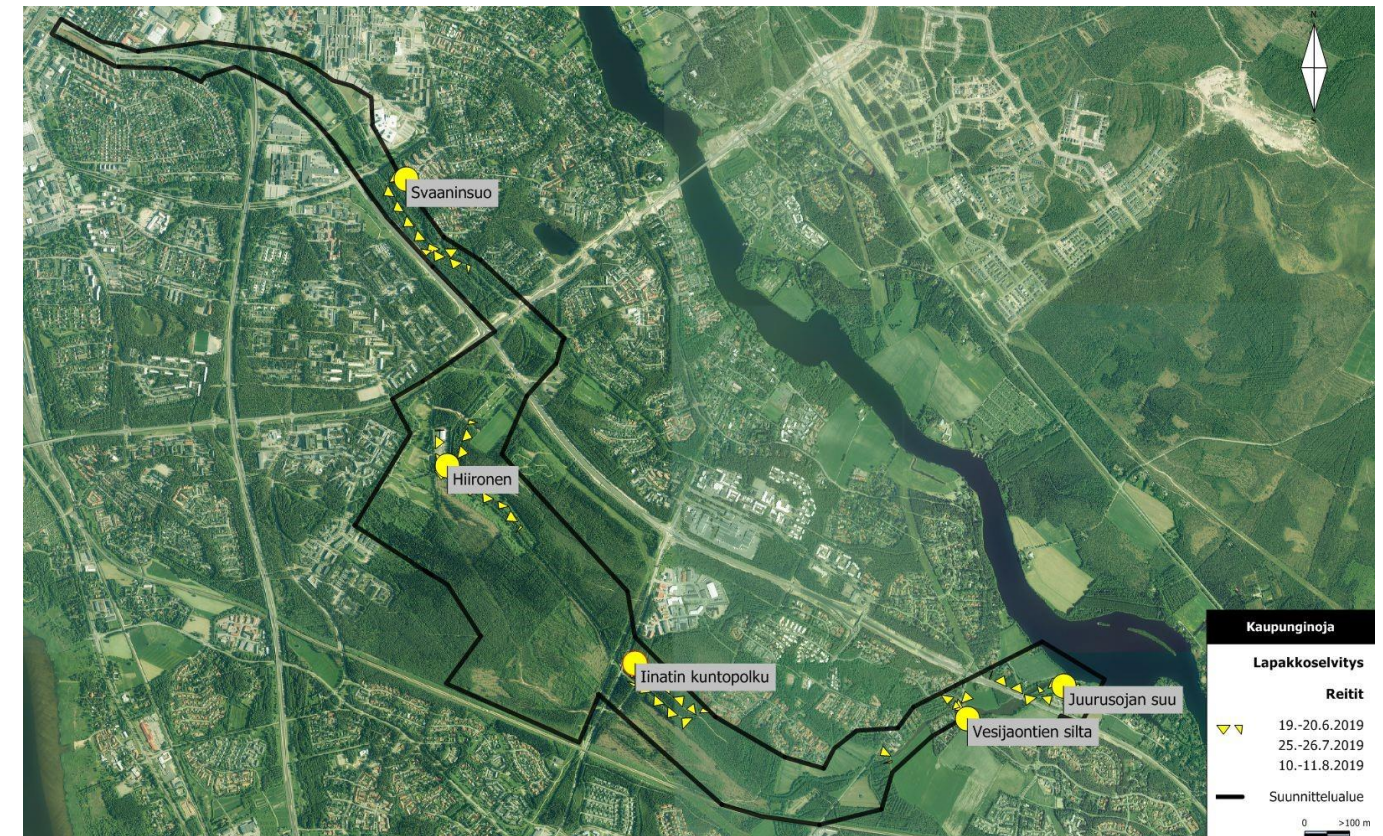 N
Svaaninsuo
Hiironen
Iinatin kuntopolku
Juurusojan suu
Vesijaontien silta
Kaupunginoja
Lapakkoselvitys
Reitit
19.-20.6.2019
25.-26.7.2019
10.-11.8.2019
Suunnittelualue
0 >100 m